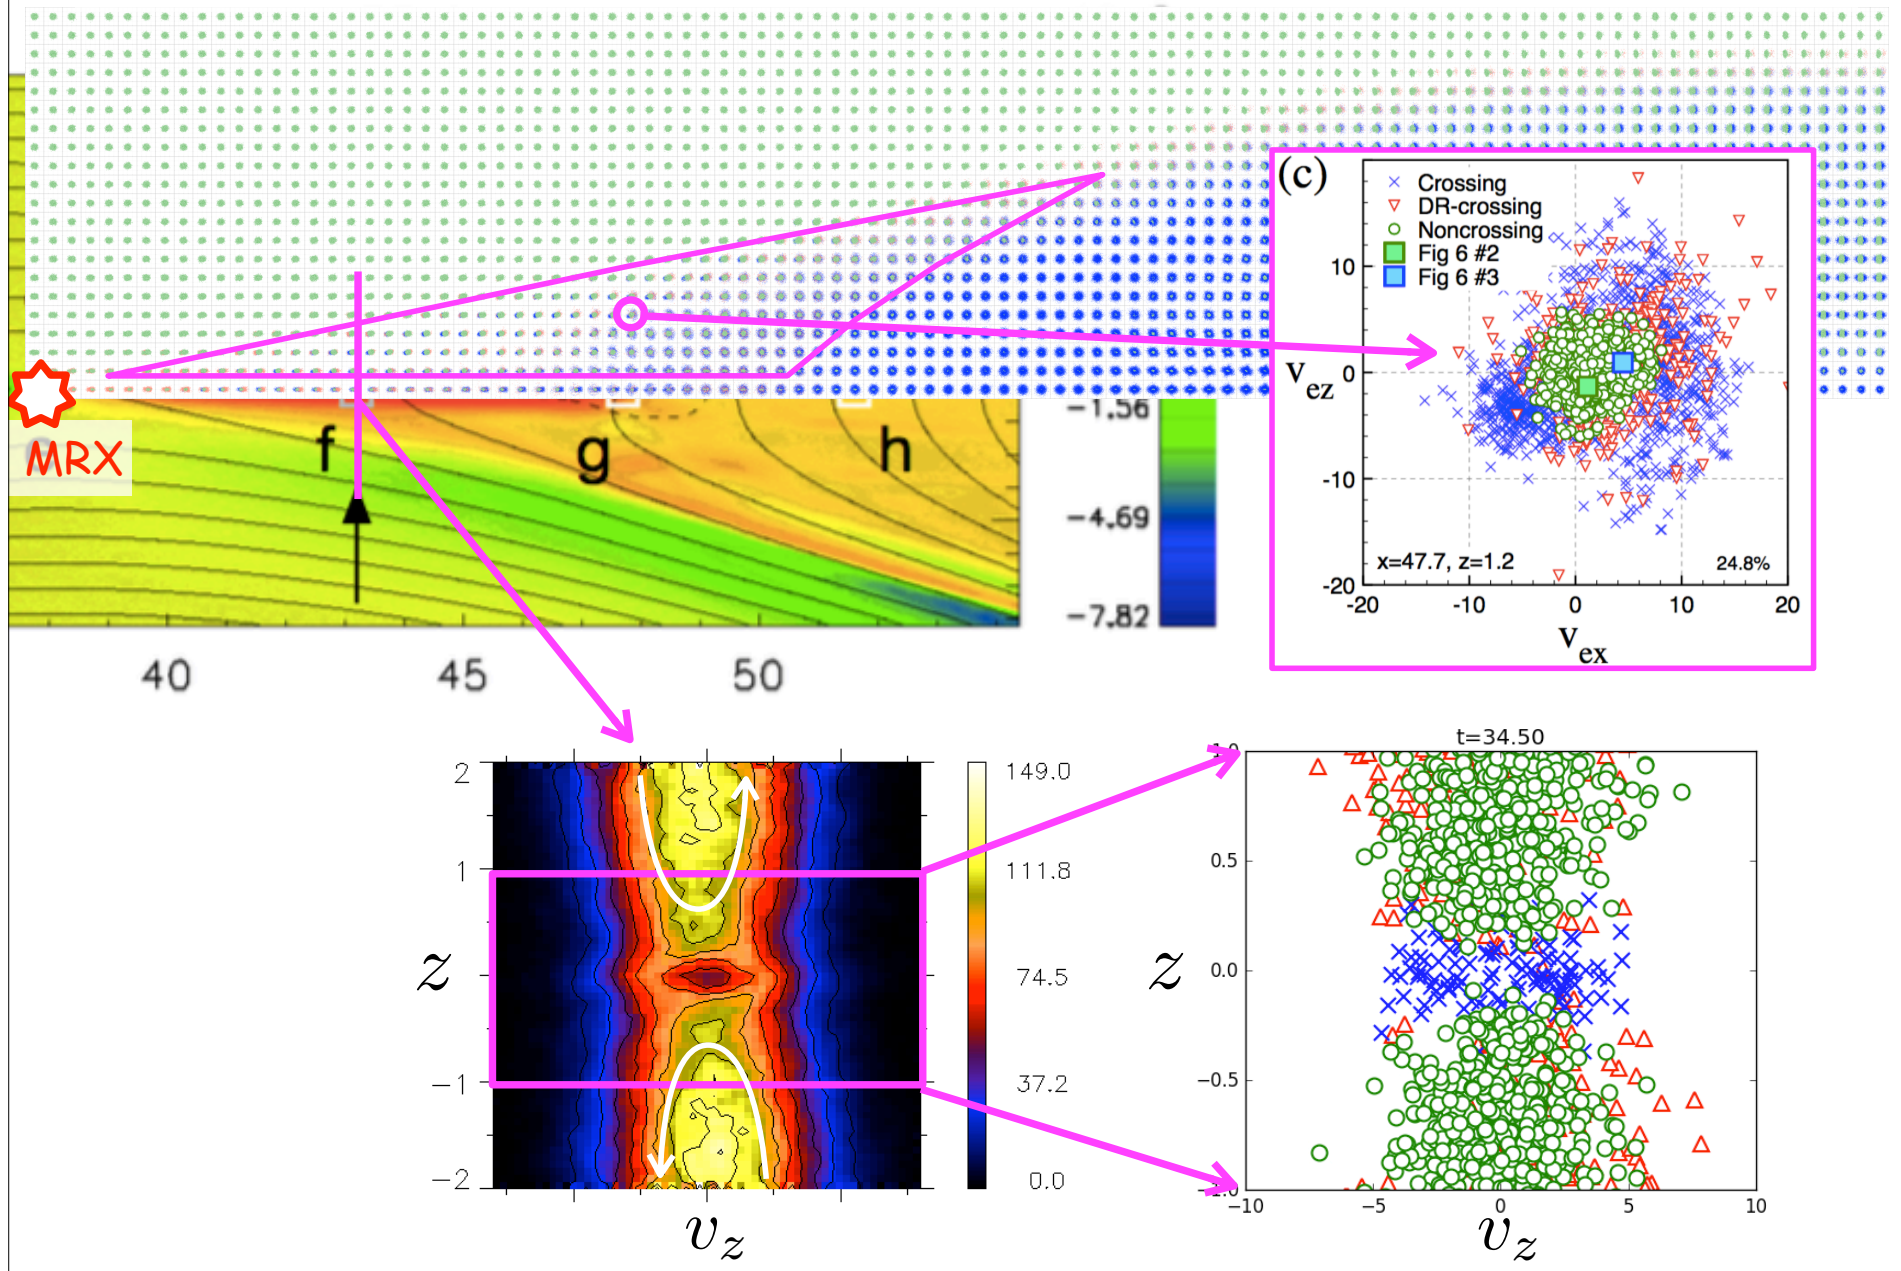 (c)
Crossing
DR-crossing
Noncrossing
Fig 6 #2
Fig 6 #3
10
0
-10
-20
v_ez
x=47.7, z=1.2
24.8%
-20 -10 0 10 20
v_ex
MRX
f
g
h
−1.56
−4.69
−7.82
40 45 50
2
1
−1
−2
z
v_z
149.0
111.8
74.5
37.2
0.0
t=34.50
0.5
0.0
−0.5
z
−10 −5 0 5 10
v_z